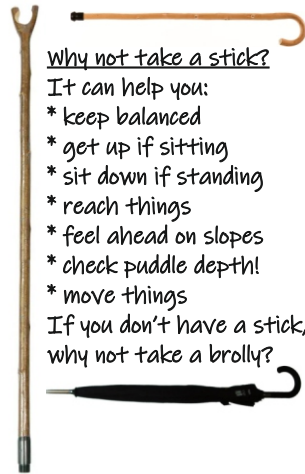 Why not take a stick?
It can help you:
* keep balanced
* get up if sitting
* sit down if standing
* reach things
* feel ahead on slopes
* check puddle depth!
* move things
If you don't have a stick,
why not take a brolly?